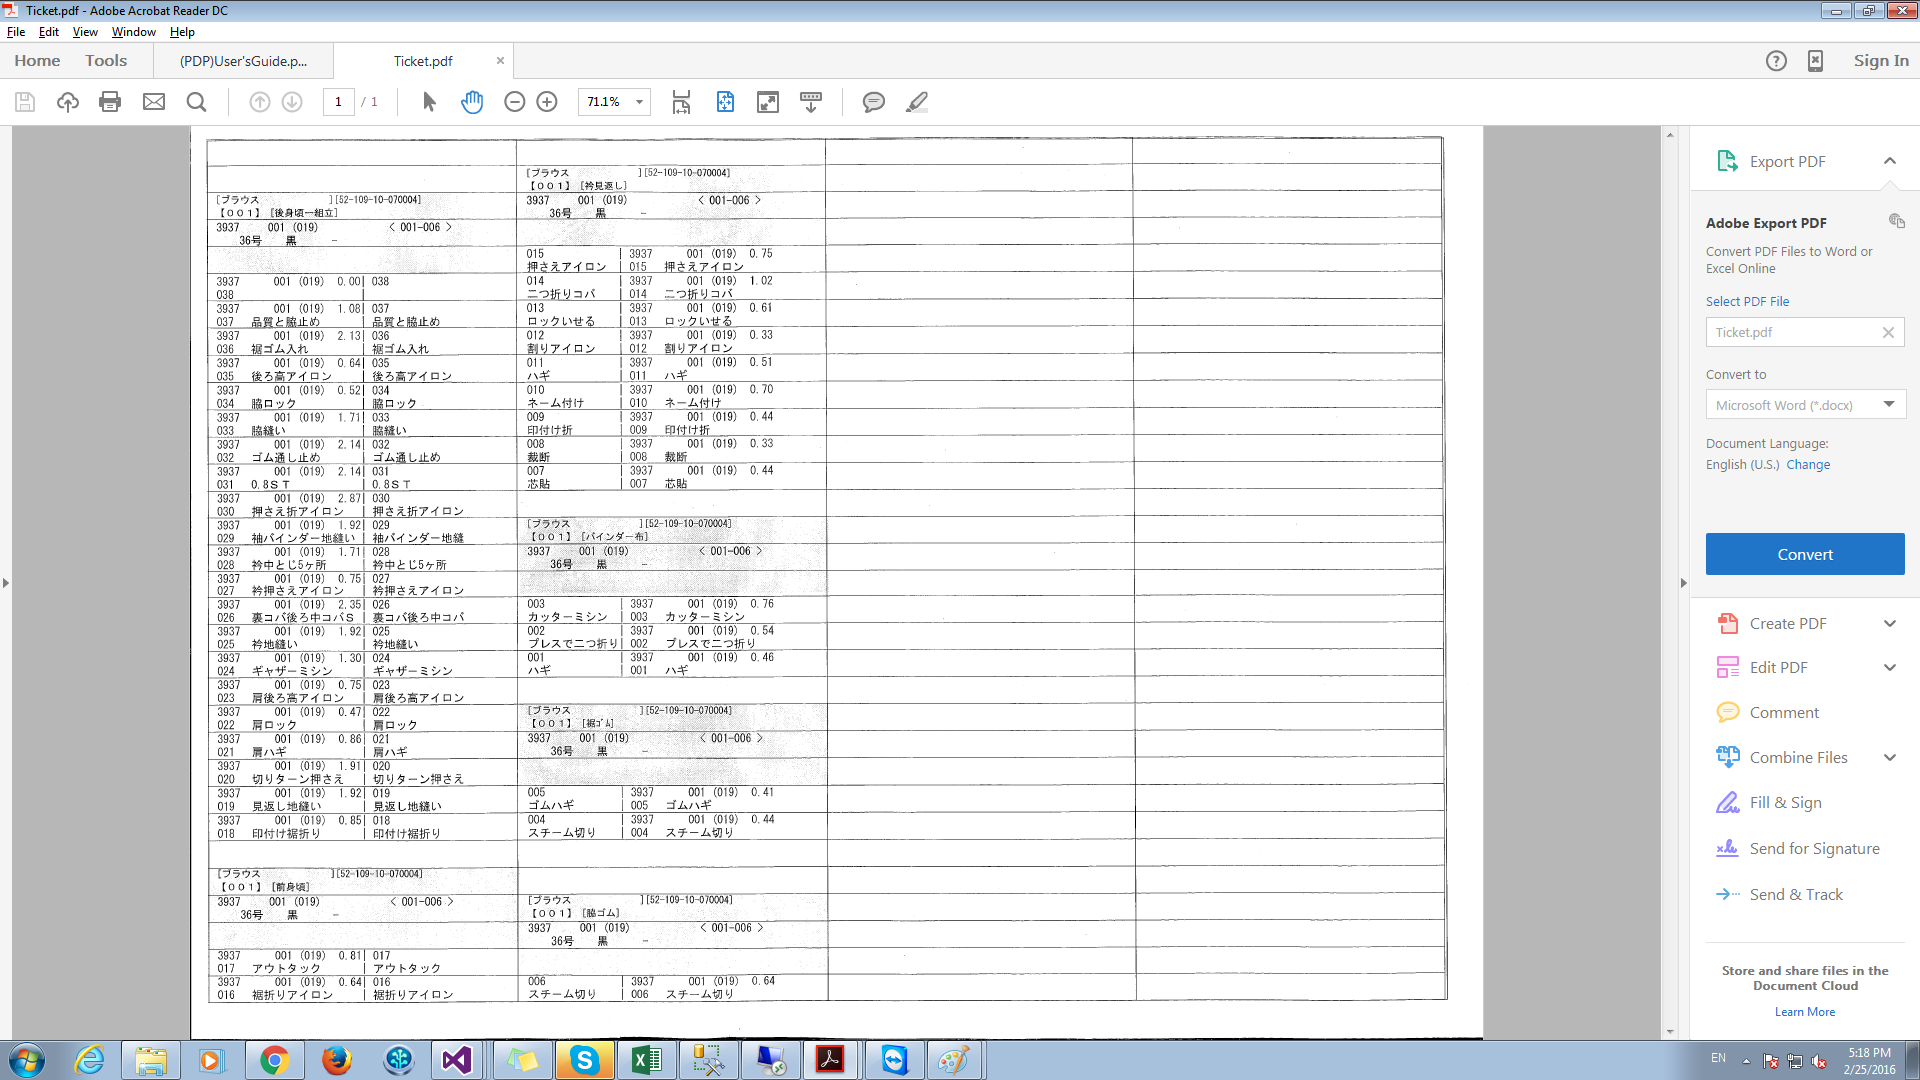 Ticket.pdf - Adobe Acrobat Reader DC
File Edit View Window Help
Home Tools (PDP)User'sGuide.p... Ticket.pdf Sign In
1 / 1 71.1%
[ブラウス ][52-109-10-070004]
【００１】 [後身頃一組立]
3937 001 (019) < 001-006 >
36号 黒 -
3937 001 (019) 0.00 | 038
038
3937 001 (019) 1.08 | 037
037 品質と脇止め | 品質と脇止め
3937 001 (019) 2.13 | 036
036 裾ゴム入れ | 裾ゴム入れ
3937 001 (019) 0.64 | 035
035 後ろ高アイロン | 後ろ高アイロン
3937 001 (019) 0.52 | 034
034 脇ロック | 脇ロック
3937 001 (019) 1.71 | 033
033 脇縫い | 脇縫い
3937 001 (019) 2.14 | 032
032 ゴム通し止め | ゴム通し止め
3937 001 (019) 2.14 | 031
031 0.8ＳＴ | 0.8ＳＴ
3937 001 (019) 2.87 | 030
030 押さえ折アイロン | 押さえ折アイロン
3937 001 (019) 1.92 | 029
029 袖バインダー地縫い | 袖バインダー地縫
3937 001 (019) 1.71 | 028
028 衿中とじ5ヶ所 | 衿中とじ5ヶ所
3937 001 (019) 0.75 | 027
027 衿押さえアイロン | 衿押さえアイロン
3937 001 (019) 2.35 | 026
026 裏コバ後ろ中コバＳ | 裏コバ後ろ中コバ
3937 001 (019) 1.92 | 025
025 衿地縫い | 衿地縫い
3937 001 (019) 1.30 | 024
024 ギャザーミシン | ギャザーミシン
3937 001 (019) 0.75 | 023
023 肩後ろ高アイロン | 肩後ろ高アイロン
3937 001 (019) 0.47 | 022
022 肩ロック | 肩ロック
3937 001 (019) 0.86 | 021
021 肩ハギ | 肩ハギ
3937 001 (019) 1.91 | 020
020 切りターン押さえ | 切りターン押さえ
3937 001 (019) 1.92 | 019
019 見返し地縫い | 見返し地縫い
3937 001 (019) 0.85 | 018
018 印付け裾折り | 印付け裾折り
[ブラウス ][52-109-10-070004]
【００１】 [前身頃]
3937 001 (019) < 001-006 >
36号 黒 -
3937 001 (019) 0.81 | 017
017 アウトタック | アウトタック
3937 001 (019) 0.64 | 016
016 裾折りアイロン | 裾折りアイロン
[ブラウス ][52-109-10-070004]
【００１】 [衿見返し]
3937 001 (019) < 001-006 >
36号 黒 -
015 | 3937 001 (019) 0.75
押さえアイロン | 015 押さえアイロン
014 | 3937 001 (019) 1.02
二つ折りコバ | 014 二つ折りコバ
013 | 3937 001 (019) 0.61
ロックいせる | 013 ロックいせる
012 | 3937 001 (019) 0.33
割りアイロン | 012 割りアイロン
011 | 3937 001 (019) 0.51
ハギ | 011 ハギ
010 | 3937 001 (019) 0.70
ネーム付け | 010 ネーム付け
009 | 3937 001 (019) 0.44
印付け折 | 009 印付け折
008 | 3937 001 (019) 0.33
裁断 | 008 裁断
007 | 3937 001 (019) 0.44
芯貼 | 007 芯貼
[ブラウス ][52-109-10-070004]
【００１】 [バインダー布]
3937 001 (019) < 001-006 >
36号 黒 -
003 | 3937 001 (019) 0.76
カッターミシン | 003 カッターミシン
002 | 3937 001 (019) 0.54
プレスで二つ折り | 002 プレスで二つ折り
001 | 3937 001 (019) 0.46
ハギ | 001 ハギ
[ブラウス ][52-109-10-070004]
【００１】 [裾ゴム]
3937 001 (019) < 001-006 >
36号 黒 -
005 | 3937 001 (019) 0.41
ゴムハギ | 005 ゴムハギ
004 | 3937 001 (019) 0.44
スチーム切り | 004 スチーム切り
[ブラウス ][52-109-10-070004]
【００１】 [脇ゴム]
3937 001 (019) < 001-006 >
36号 黒 -
006 | 3937 001 (019) 0.64
スチーム切り | 006 スチーム切り
Export PDF
Adobe Export PDF
Convert PDF Files to Word or
Excel Online
Select PDF File
Ticket.pdf
Convert to
Microsoft Word (*.docx)
Document Language:
English (U.S.) Change
Convert
Create PDF
Edit PDF
Comment
Combine Files
Fill & Sign
Send for Signature
Send & Track
Store and share files in the
Document Cloud
Learn More
EN
5:18 PM
2/25/2016